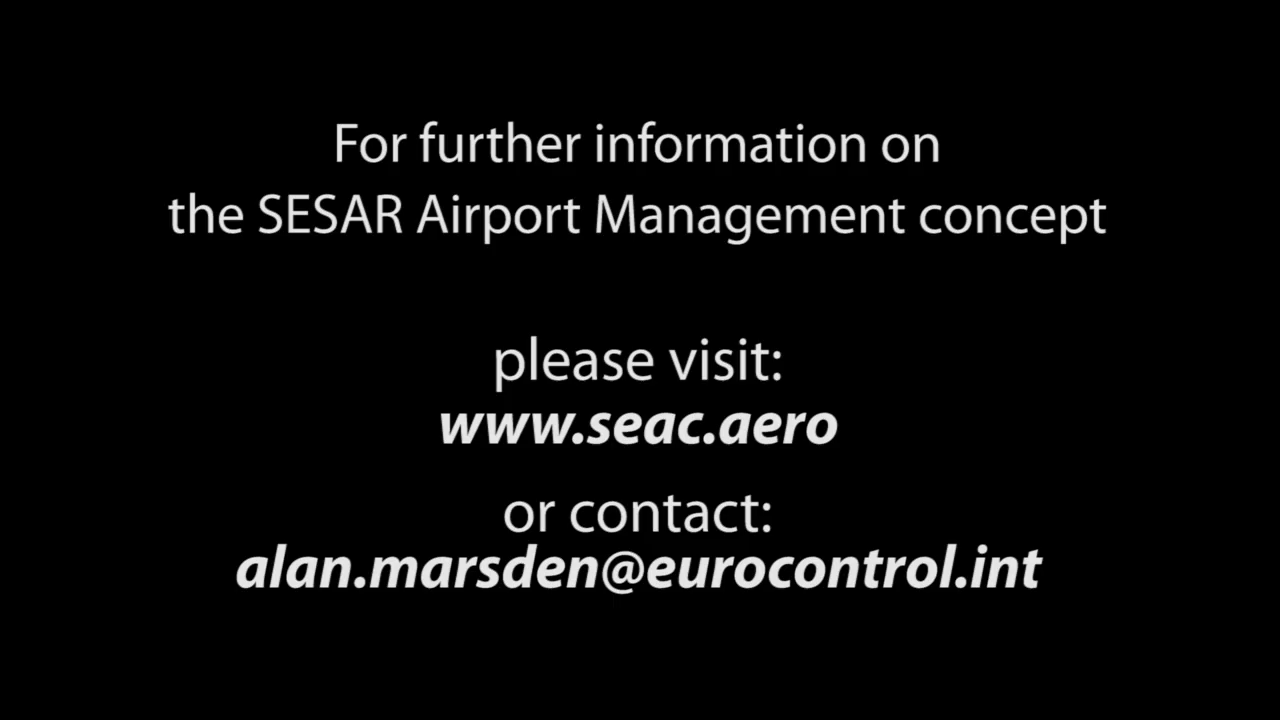 For further information on
the SESAR Airport Management concept
please visit:
www.seac.aero
or contact:
alan.marsden@eurocontrol.int